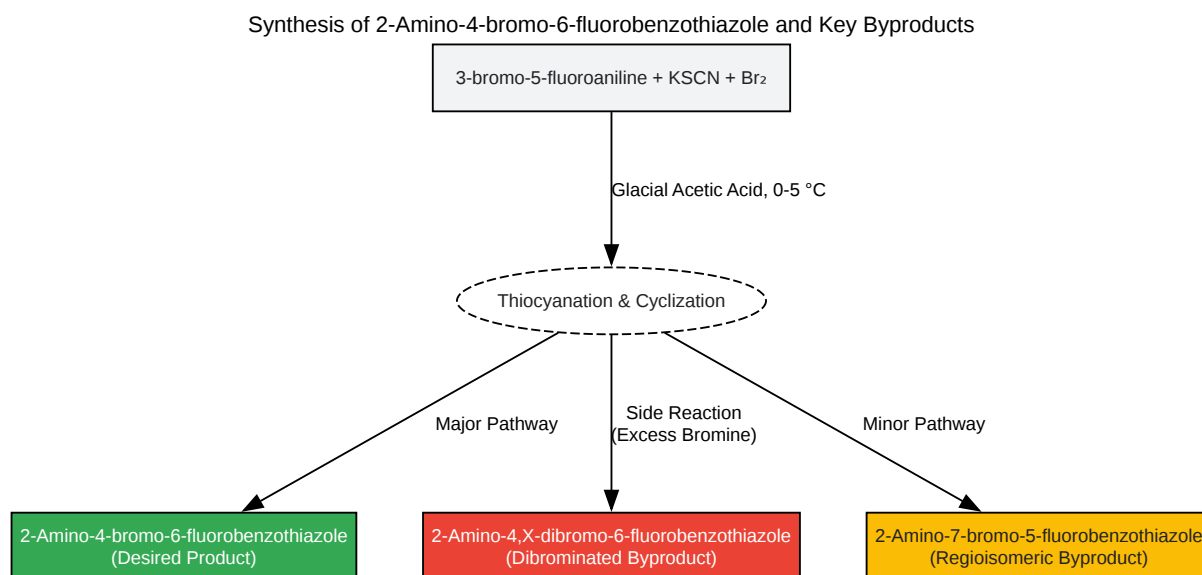 Synthesis of 2-Amino-4-bromo-6-fluorobenzothiazole and Key Byproducts
3-bromo-5-fluoroaniline + KSCN + Br₂
Glacial Acetic Acid, 0-5 °C
Thiocyanation & Cyclization
Major Pathway
Side Reaction
(Excess Bromine)
Minor Pathway
2-Amino-4-bromo-6-fluorobenzothiazole
(Desired Product)
2-Amino-4,X-dibromo-6-fluorobenzothiazole
(Dibrominated Byproduct)
2-Amino-7-bromo-5-fluorobenzothiazole
(Regioisomeric Byproduct)